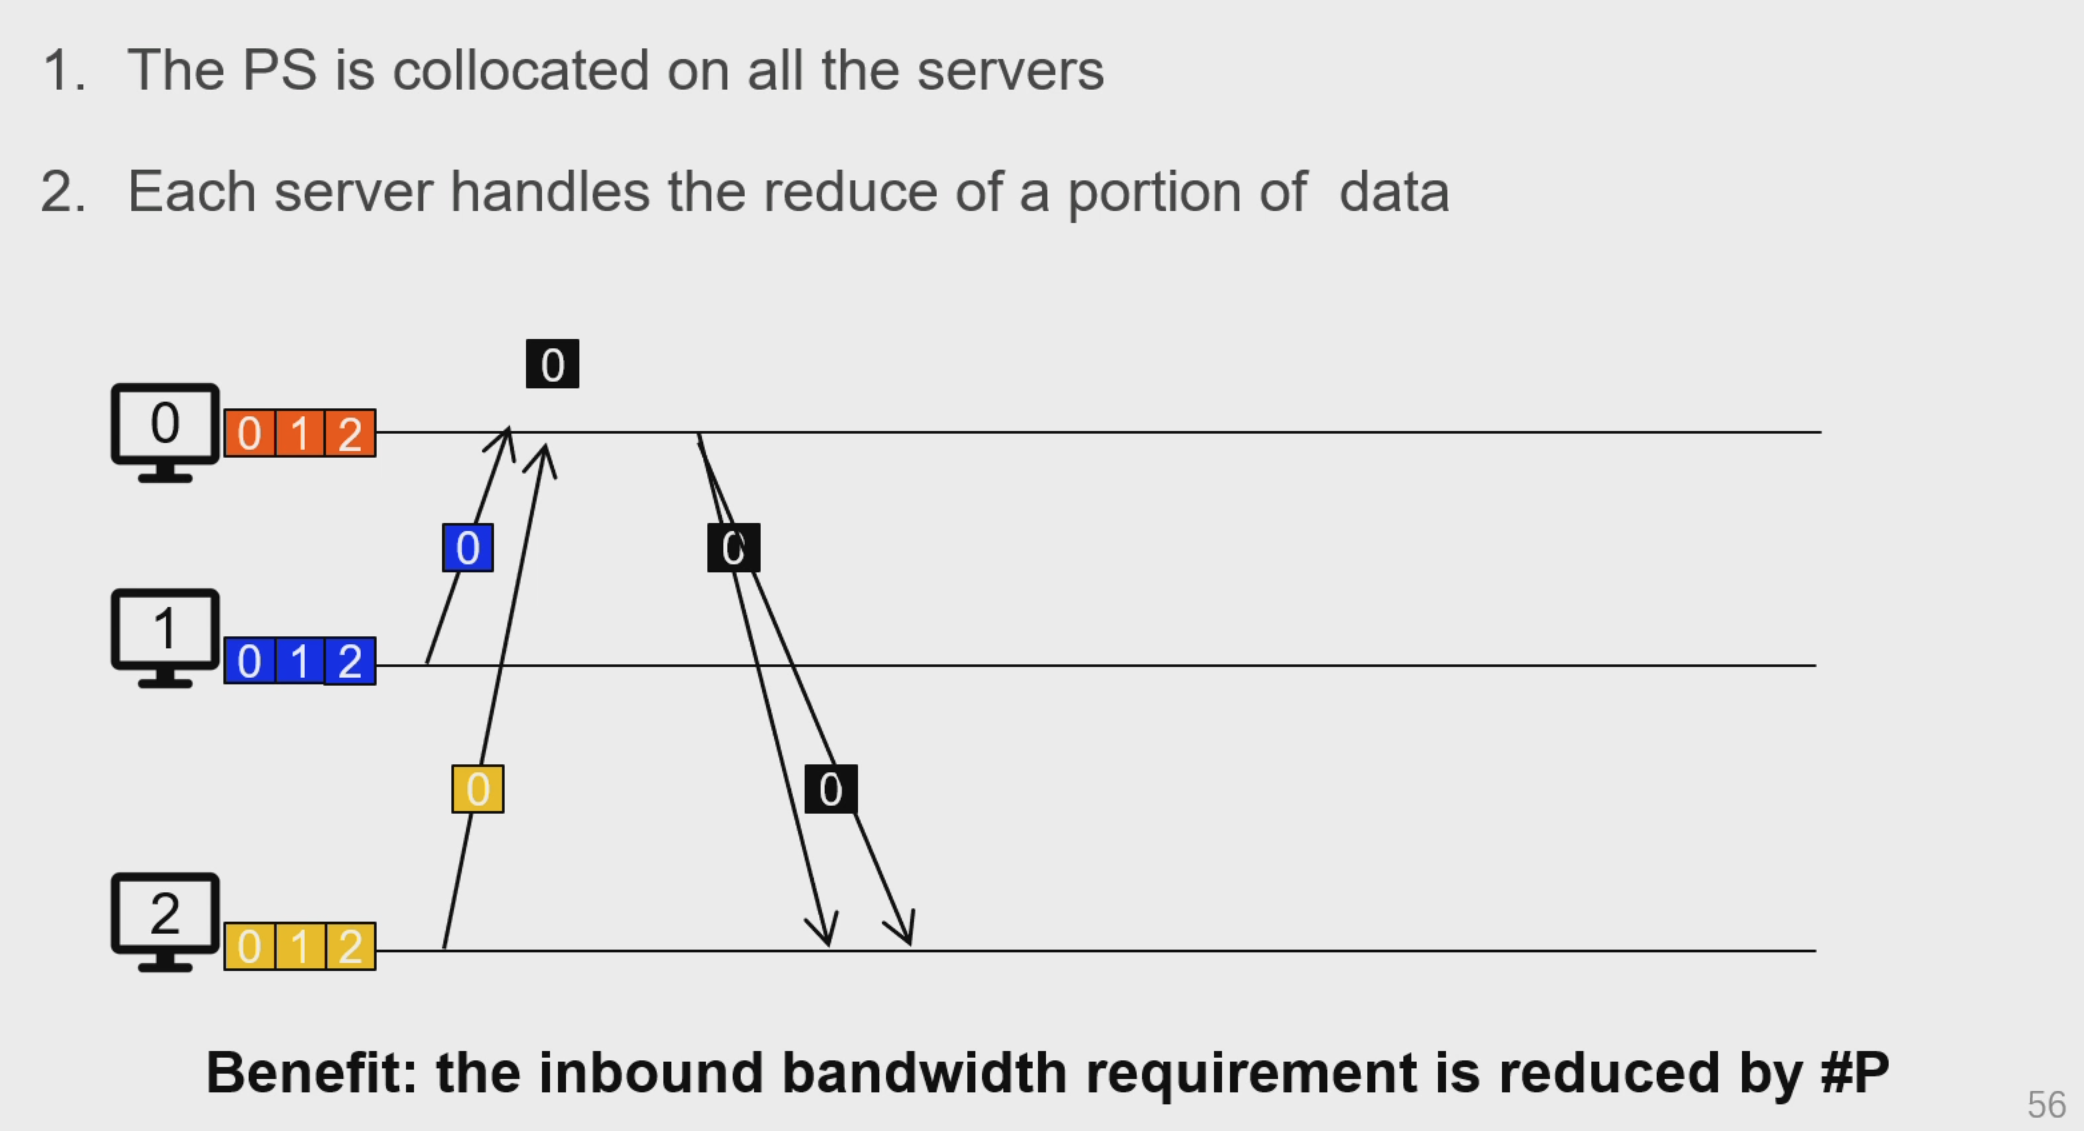 1. The PS is collocated on all the servers
2. Each server handles the reduce of a portion of data
0
0 0 1 2
0 0
1 0 1 2
0 0
2 0 1 2
Benefit: the inbound bandwidth requirement is reduced by #P
56